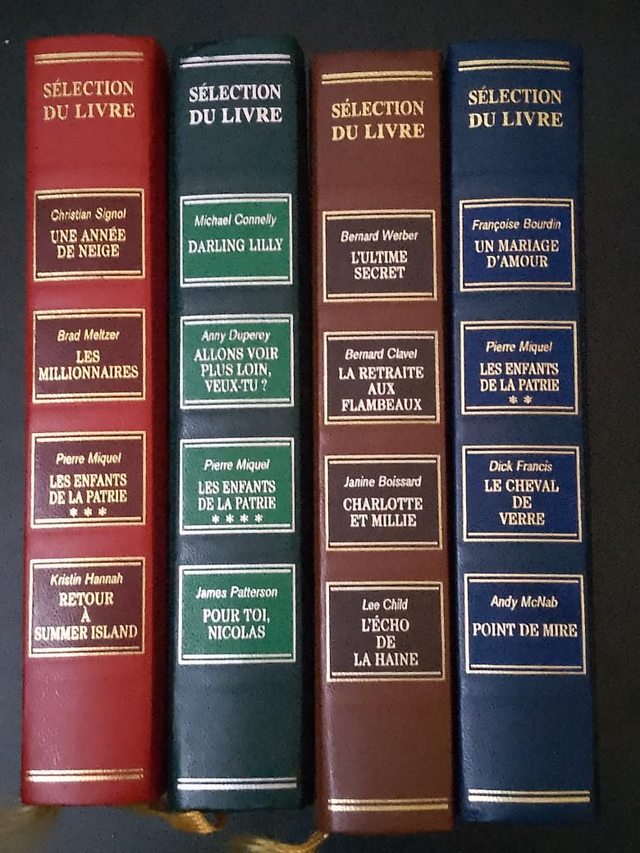 SÉLECTION
DU LIVRE
Christian Signol
UNE ANNÉE
DE NEIGE
Brad Meltzer
LES
MILLIONNAIRES
Pierre Miquel
LES ENFANTS
DE LA PATRIE
* * *
Kristin Hannah
RETOUR
À
SUMMER ISLAND
SÉLECTION
DU LIVRE
Michael Connelly
DARLING LILLY
Anny Duperey
ALLONS VOIR
PLUS LOIN,
VEUX-TU ?
Pierre Miquel
LES ENFANTS
DE LA PATRIE
* * * *
James Patterson
POUR TOI,
NICOLAS
SÉLECTION
DU LIVRE
Bernard Werber
L'ULTIME
SECRET
Bernard Clavel
LA RETRAITE
AUX
FLAMBEAUX
Janine Boissard
CHARLOTTE
ET MILLIE
Lee Child
L'ÉCHO
DE
LA HAINE
SÉLECTION
DU LIVRE
Françoise Bourdin
UN MARIAGE
D'AMOUR
Pierre Miquel
LES ENFANTS
DE LA PATRIE
* *
Dick Francis
LE CHEVAL
DE
VERRE
Andy McNab
POINT DE MIRE